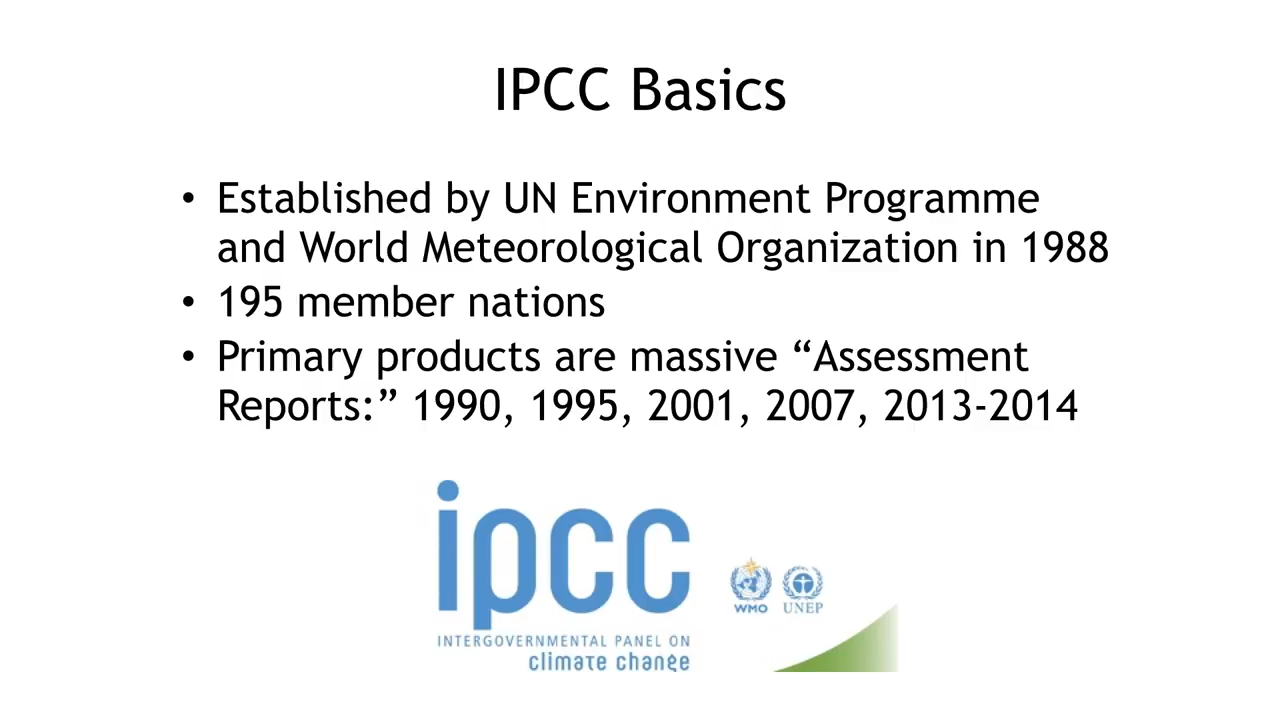 IPCC Basics
• Established by UN Environment Programme
and World Meteorological Organization in 1988
• 195 member nations
• Primary products are massive “Assessment
Reports:” 1990, 1995, 2001, 2007, 2013-2014
ipcc
INTERGOVERNMENTAL PANEL ON
climate change
WMO UNEP